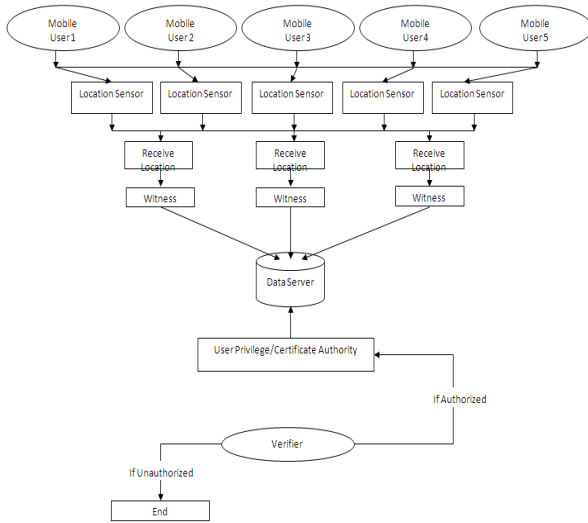 Mobile
User1
Mobile
User2
Mobile
User3
Mobile
User4
Mobile
User5
Location Sensor
Location Sensor
Location Sensor
Location Sensor
Location Sensor
Receive
Location
Receive
Location
Receive
Location
Witness
Witness
Witness
Data Server
User Privilege/Certificate Authority
If Authorized
Verifier
If Unauthorized
End